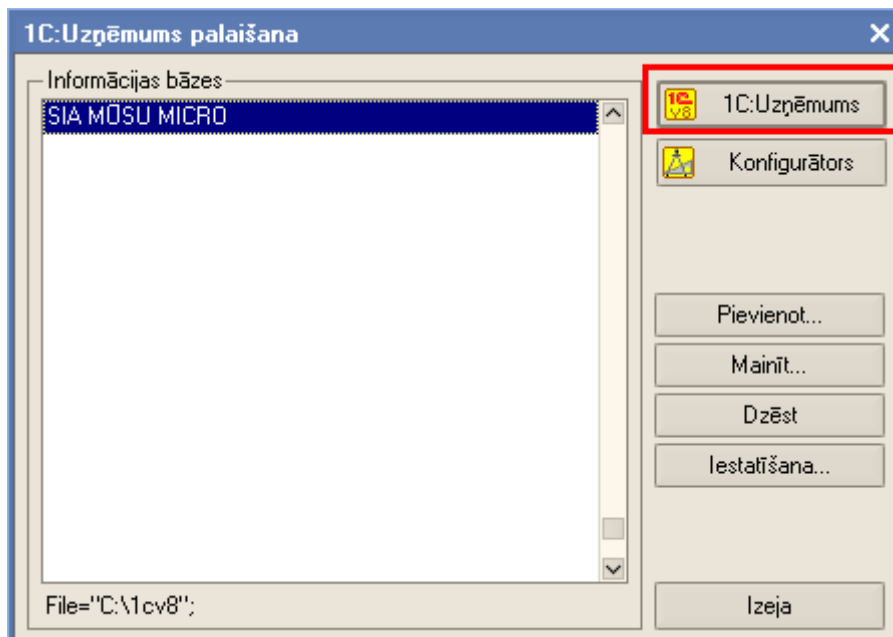 1C:Uzņēmums palaišana
Informācijas bāzes
SIA MŪSU MICRO
1C:Uzņēmums
Konfigurātors
Pievienot...
Mainīt...
Dzēst
Iestatīšana...
File="C:\1cv8";
Izeja